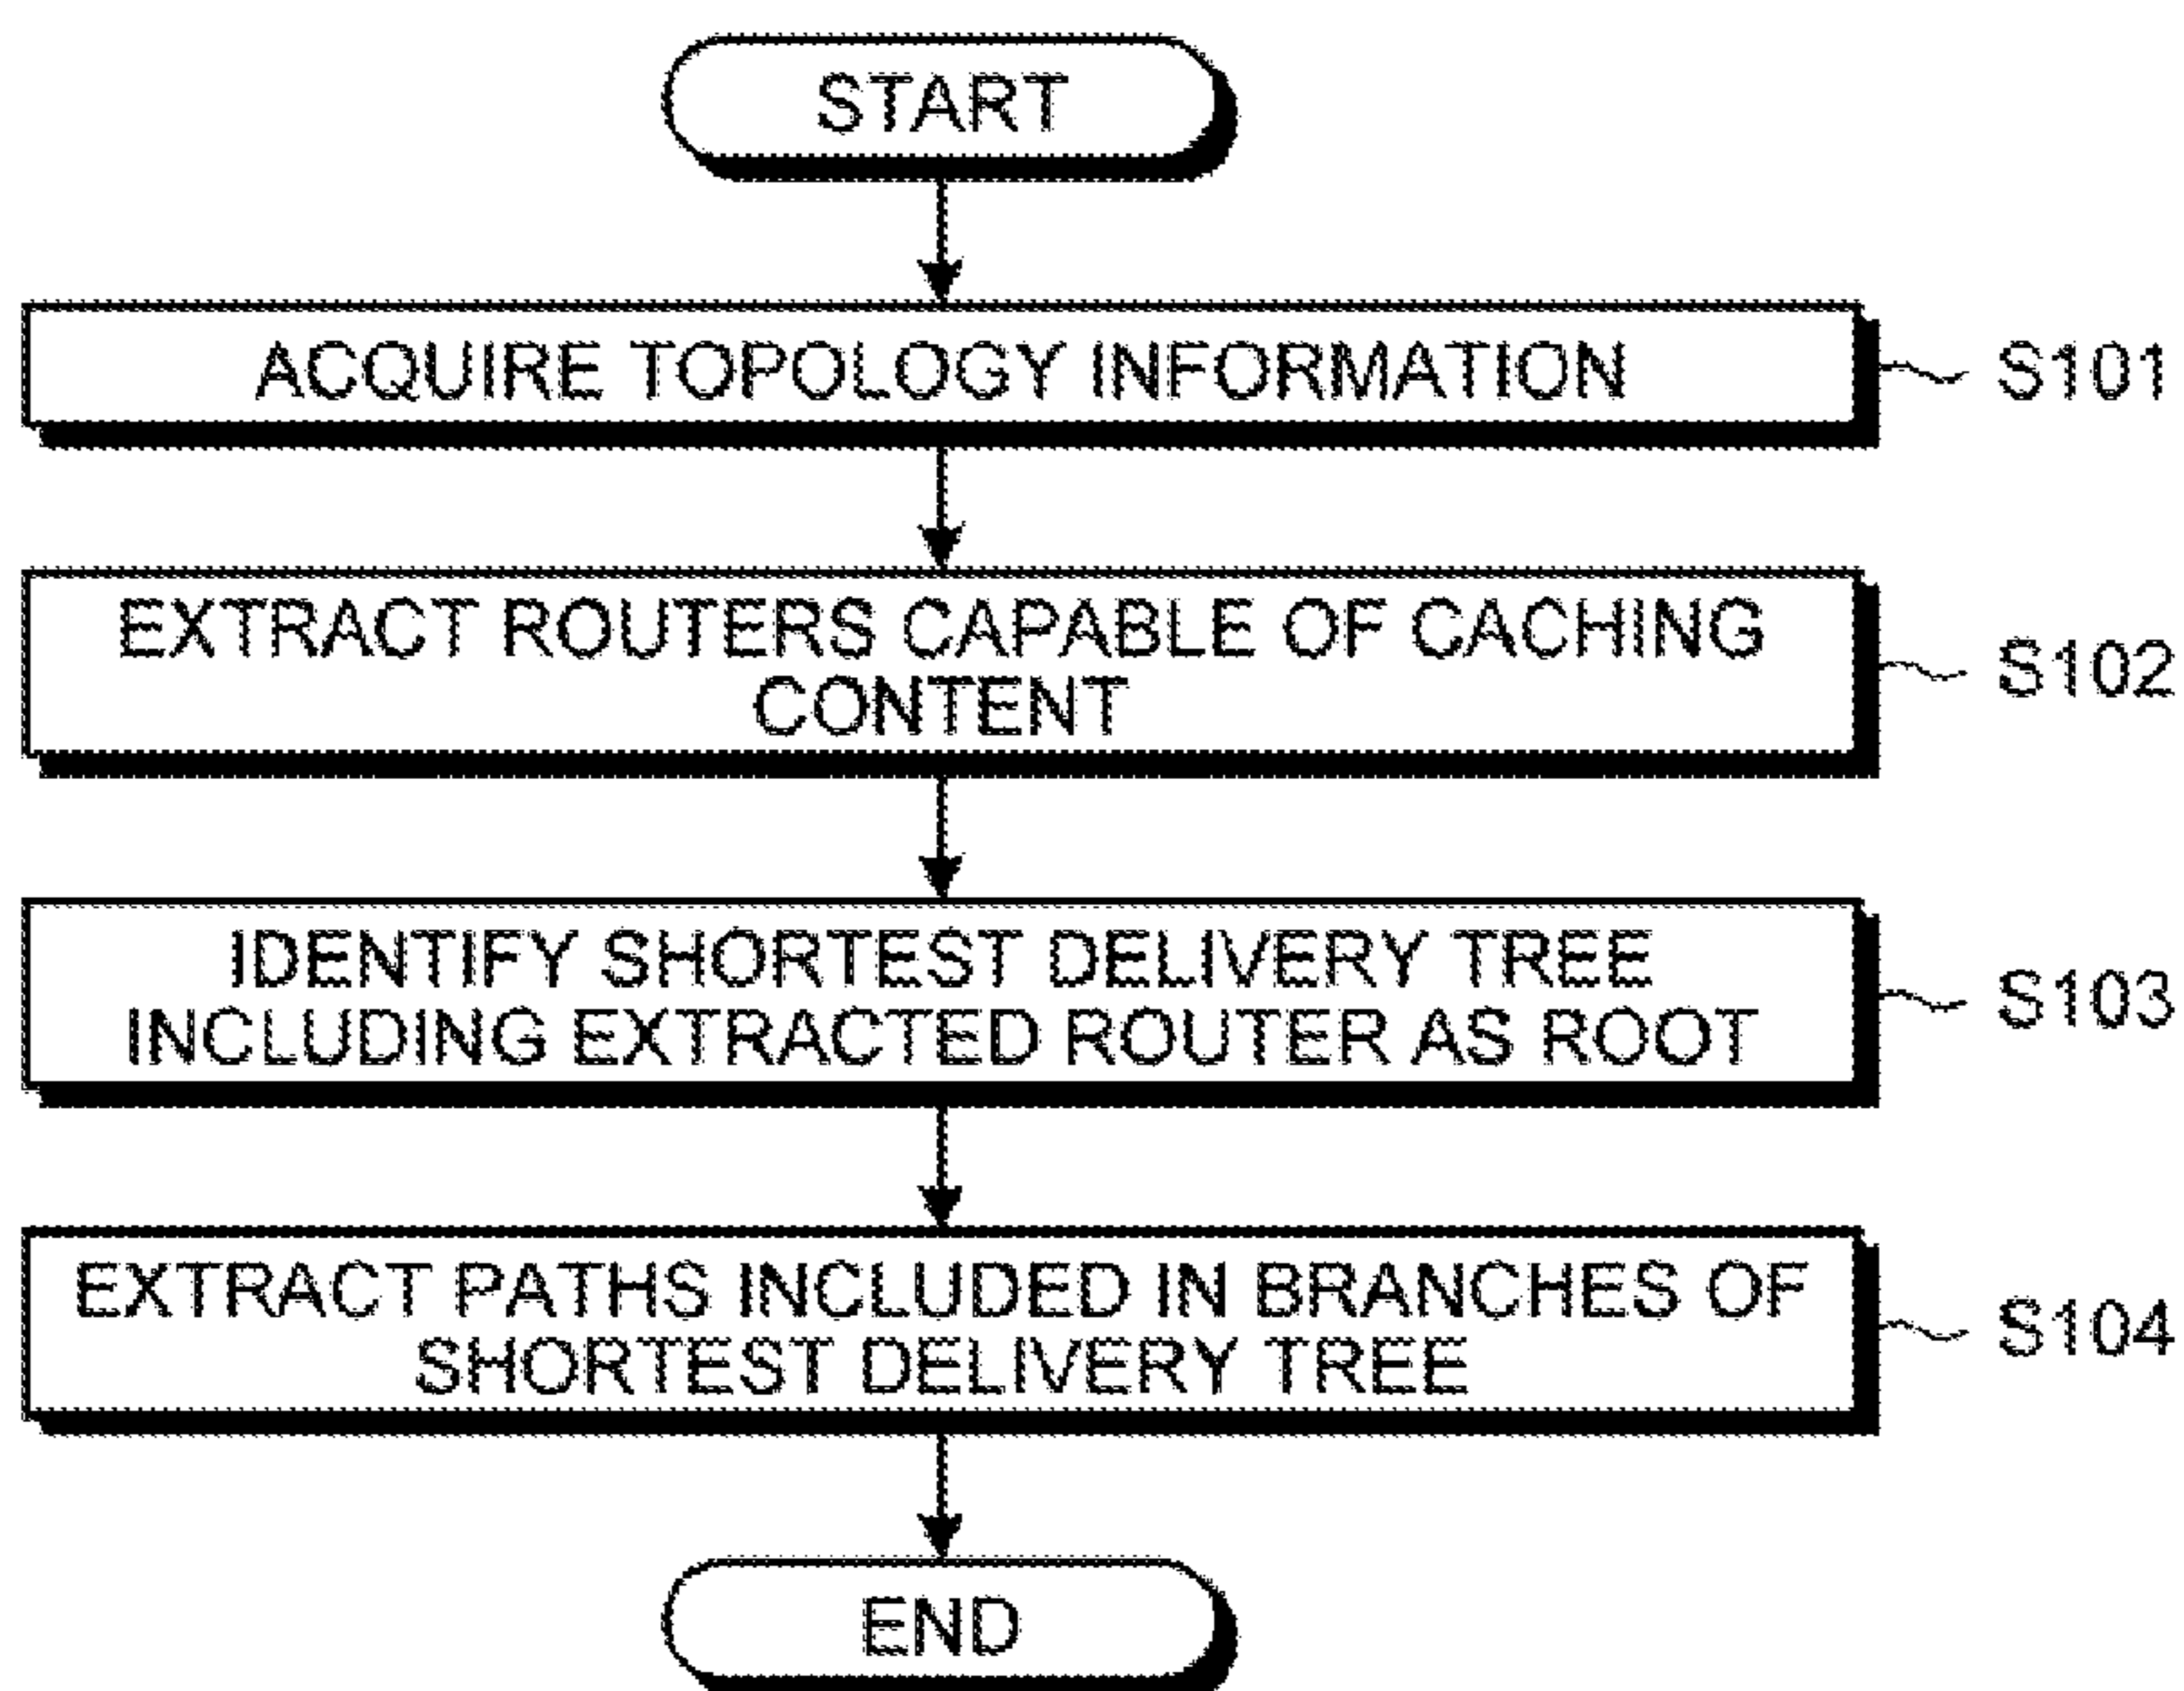 START
ACQUIRE TOPOLOGY INFORMATION
S101
EXTRACT ROUTERS CAPABLE OF CACHING
CONTENT
S102
IDENTIFY SHORTEST DELIVERY TREE
INCLUDING EXTRACTED ROUTER AS ROOT
S103
EXTRACT PATHS INCLUDED IN BRANCHES OF
SHORTEST DELIVERY TREE
S104
END